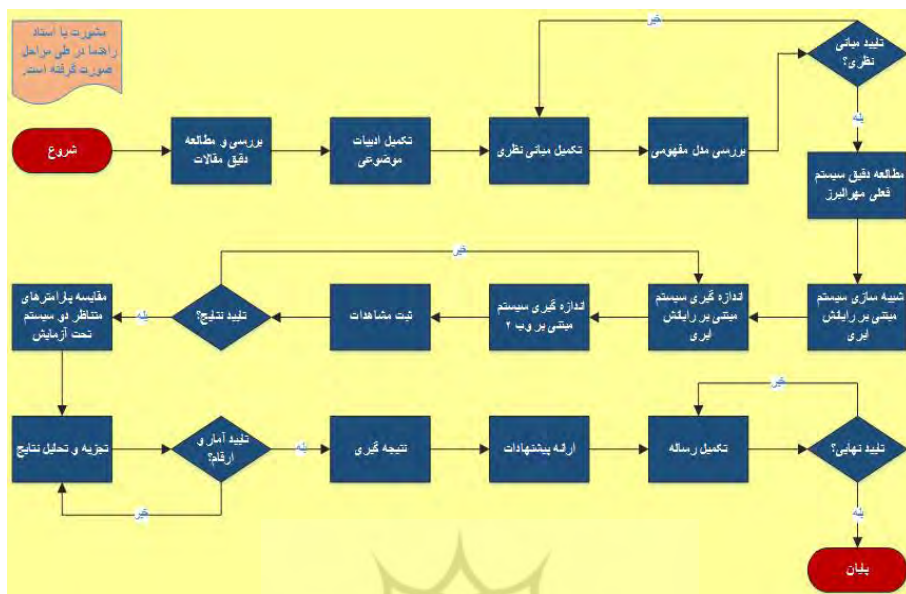 مشورت با استاد
راهنما در طی مراحل
صورت گرفته است.
شروع
بررسی و مطالعه
دقیق مقالات
تکمیل ادبیات
موضوعی
تکمیل مبانی نظری
بررسی مدل مفهومی
تایید مبانی
نظری؟
خیر
بله
مطالعه دقیق سیستم
فعلی مهرالبرز
شبیه سازی سیستم
مبتنی بر رایانش
ابری
اندازه گیری سیستم
مبتنی بر رایانش
ابری
اندازه گیری سیستم
مبتنی بر وب ۲
ثبت مشاهدات
تایید نتایج؟
خیر
بله
مقایسه پارامترهای
متناظر دو سیستم
تحت آزمایش
تجزیه و تحلیل نتایج
تایید آمار و
ارقام؟
خیر
بله
نتیجه گیری
ارائه پیشنهادات
تکمیل رساله
تایید نهایی؟
خیر
بله
پایان